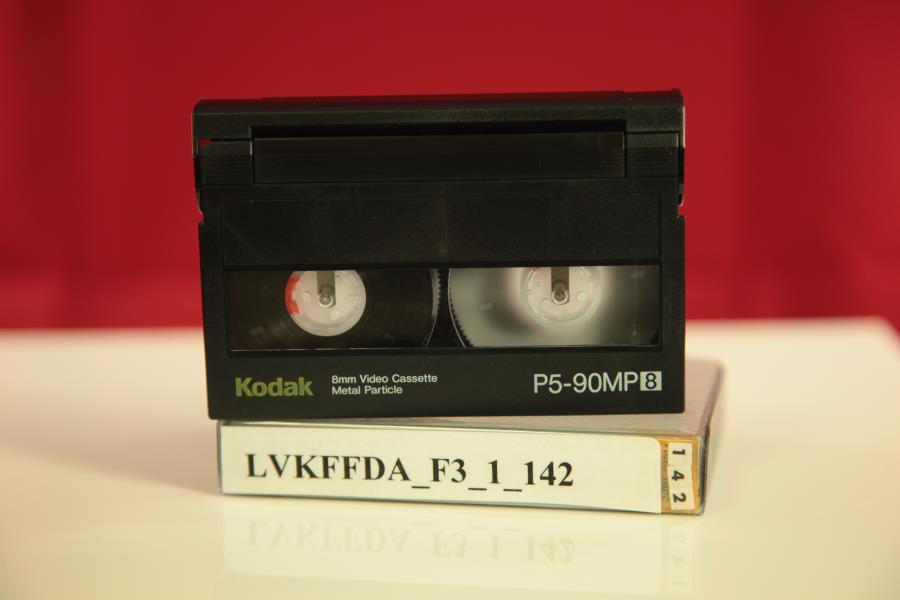 Kodak
8mm Video Cassette
Metal Particle
P5-90MP8
LVKFFDA_F3_1_142
142